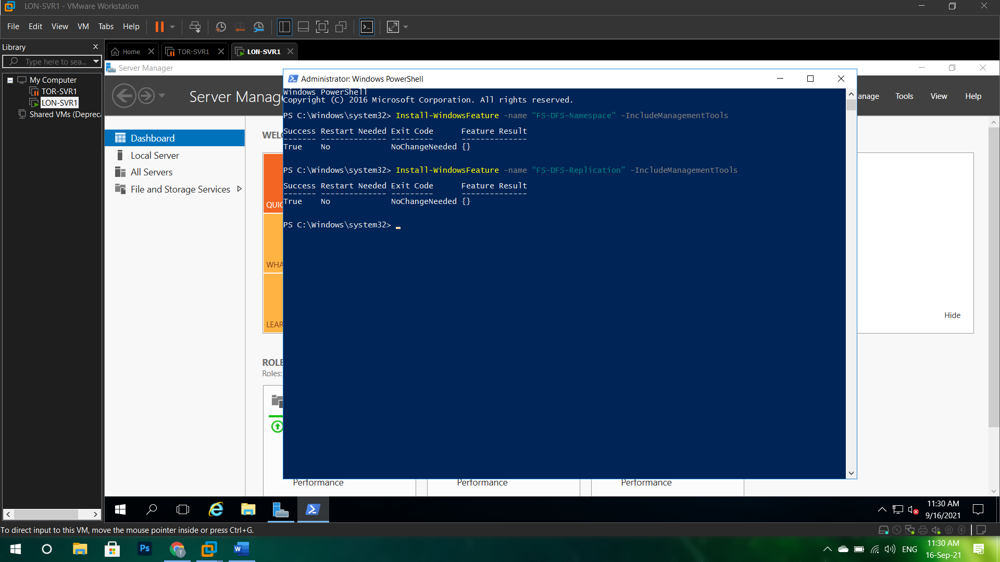 LON-SVR1 - VMware Workstation
File Edit View VM Tabs Help
Library
Type here to sea...
My Computer
TOR-SVR1
LON-SVR1
Shared VMs (Depreca
Home
TOR-SVR1
LON-SVR1
Server Manager
Server Manage
anage Tools View Help
Dashboard
Local Server
All Servers
File and Storage Services
WELC
QUIC
WHA
LEAR
Hide
ROLE
Roles:
Performance
Performance
Performance
Administrator: Windows PowerShell
Windows PowerShell
Copyright (C) 2016 Microsoft Corporation. All rights reserved.
PS C:\Windows\system32> Install-WindowsFeature -name “FS-DFS-Namespace” -IncludeManagementTools
Success Restart Needed Exit Code      Feature Result
------- -------------- ---------      --------------
True    No             NoChangeNeeded {}
PS C:\Windows\system32> Install-WindowsFeature -name “FS-DFS-Replication” -IncludeManagementTools
Success Restart Needed Exit Code      Feature Result
------- -------------- ---------      --------------
True    No             NoChangeNeeded {}
PS C:\Windows\system32> _
11:30 AM
9/16/2021
To direct input to this VM, move the mouse pointer inside or press Ctrl+G.
Ps
T
W
ENG
11:30 AM
16-Sep-21